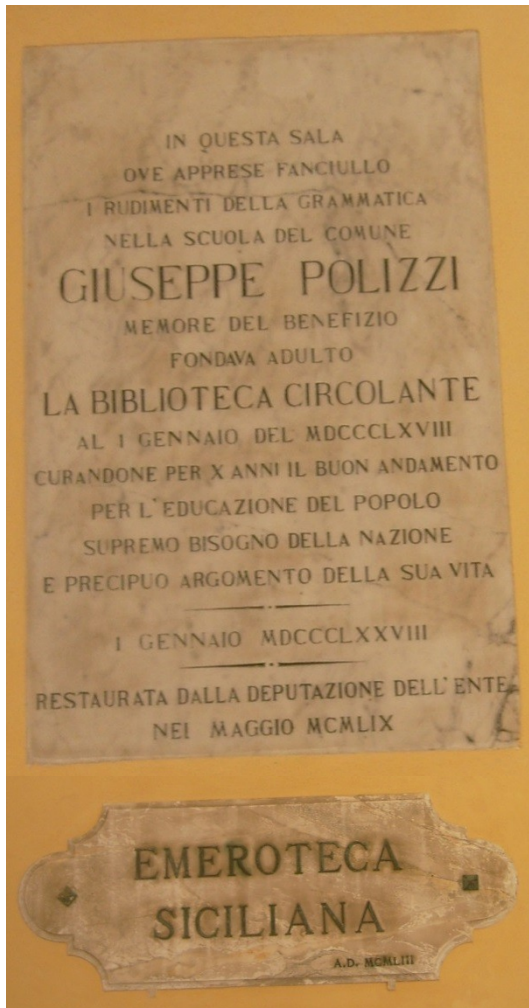 IN QUESTA SALA
OVE APPRESE FANCIULLO
I RUDIMENTI DELLA GRAMMATICA
NELLA SCUOLA DEL COMUNE
GIUSEPPE POLIZZI
MEMORE DEL BENEFIZIO
FONDAVA ADULTO
LA BIBLIOTECA CIRCOLANTE
AL I GENNAIO DEL MDCCCLXVIII
CURANDONE PER X ANNI IL BUON ANDAMENTO
PER L'EDUCAZIONE DEL POPOLO
SUPREMO BISOGNO DELLA NAZIONE
E PRECIPUO ARGOMENTO DELLA SUA VITA
I GENNAIO MDCCCLXXVIII
RESTAURATA DALLA DEPUTAZIONE DELL'ENTE
NEI MAGGIO MCMLIX
EMEROTECA
SICILIANA
A.D. MCMLIII